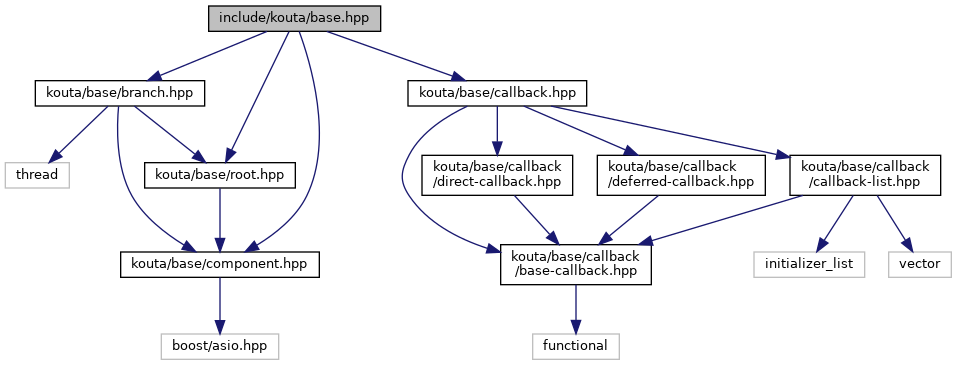 include/kouta/base.hpp
kouta/base/branch.hpp
kouta/base/callback.hpp
thread
kouta/base/root.hpp
kouta/base/callback
/direct-callback.hpp
kouta/base/callback
/deferred-callback.hpp
kouta/base/callback
/callback-list.hpp
kouta/base/component.hpp
kouta/base/callback
/base-callback.hpp
initializer_list
vector
boost/asio.hpp
functional